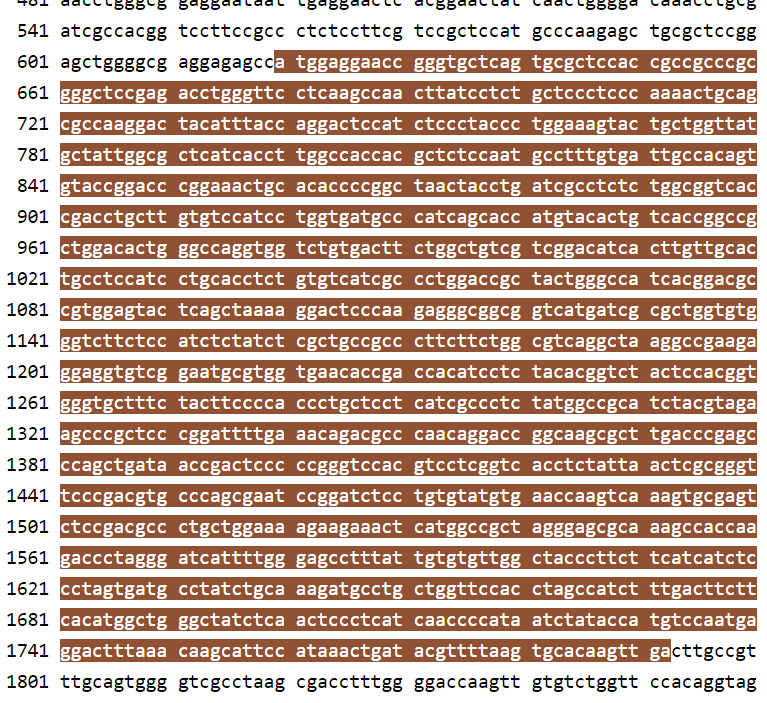 481 aacctgggcg gaggaataat tgaggaactc acggaactat caactgggga caaacctgcg
541 atcgccacgg tccttccgcc ctctccttcg tccgcctcat gcccaagagc tgcgctccgg
601 agctggggcg aggagagcca tggaggaacc gggtgctcag tgcgctccac cgccgcccgc
661 gggctccgag acctgggttc ctcaagccaa cttatcctct gctccctccc aaaactgcag
721 cgccaaggac tacatttacc aggactccat ctccctaccc tggaaagtac tgctggttat
781 gctattggcg ctcatcacct tggccaccac gctctccaat gcctttgtga ttgccacagt
841 gtaccggacc cggaaactgc acaccccggc taactacctg atcgcctctc tggcggtcac
901 cgacctgctt gtgtccatcc tggtgatgcc catcagcacc atgtacactg tcaccggccg
961 ctggacactg ggccaggtgg tctgtgactt ctggctgtcg tcggacatca cttgttgcac
1021 tgcctccatc ctgcacctct gtgtcatcgc cctggaccgc tactgggcca tcacggacgc
1081 cgtggagtac tcagctaaaa ggactcccaa gagggcggcg gtcatgatcg cgctggtgtg
1141 ggtcttctcc atctctatct cgctgccgcc cttcttctgg cgtcaggcta aggccgaaga
1201 ggaggtgtcg gaatgcgtgg tgaacaccga ccacatcctc tacacggtct actccacggt
1261 gggtgctttc tacttcccca ccctgctcct catcgccctc tatggccgca tctacgtaga
1321 agcccgctcc cggattttga aacagacgcc caacaggacc ggcaagcgct tgacccgagc
1381 ccagctgata accgactccc ccgggtccac gtcctcggtc acctctatta actcgcgggt
1441 tcccgacgtg cccagcgaat ccggatctcc tgtgtatgtg aaccaagtca aagtgcgagt
1501 ctccgacgcc ctgctggaaa agaagaaact catggccgct agggagcgca aagccaccaa
1561 gaccctaggg atcattttgg gagcctttat tgtgtgttgg ctacccttct tcatcatctc
1621 cctagtgatg cctatctgca aagatgcctg ctggttccac ctagccatct ttgacttctt
1681 cacatggctg ggctatctca actccctcat caaccccata atctatacca tgtccaatga
1741 ggactttaaa caagcattcc ataaactgat acgttttaag tgcacaagtt gacttgccgt
1801 ttgcagtggg gtcgcctaag cgacctttgg ggaccaagtt gtgtctggtt ccacaggtag